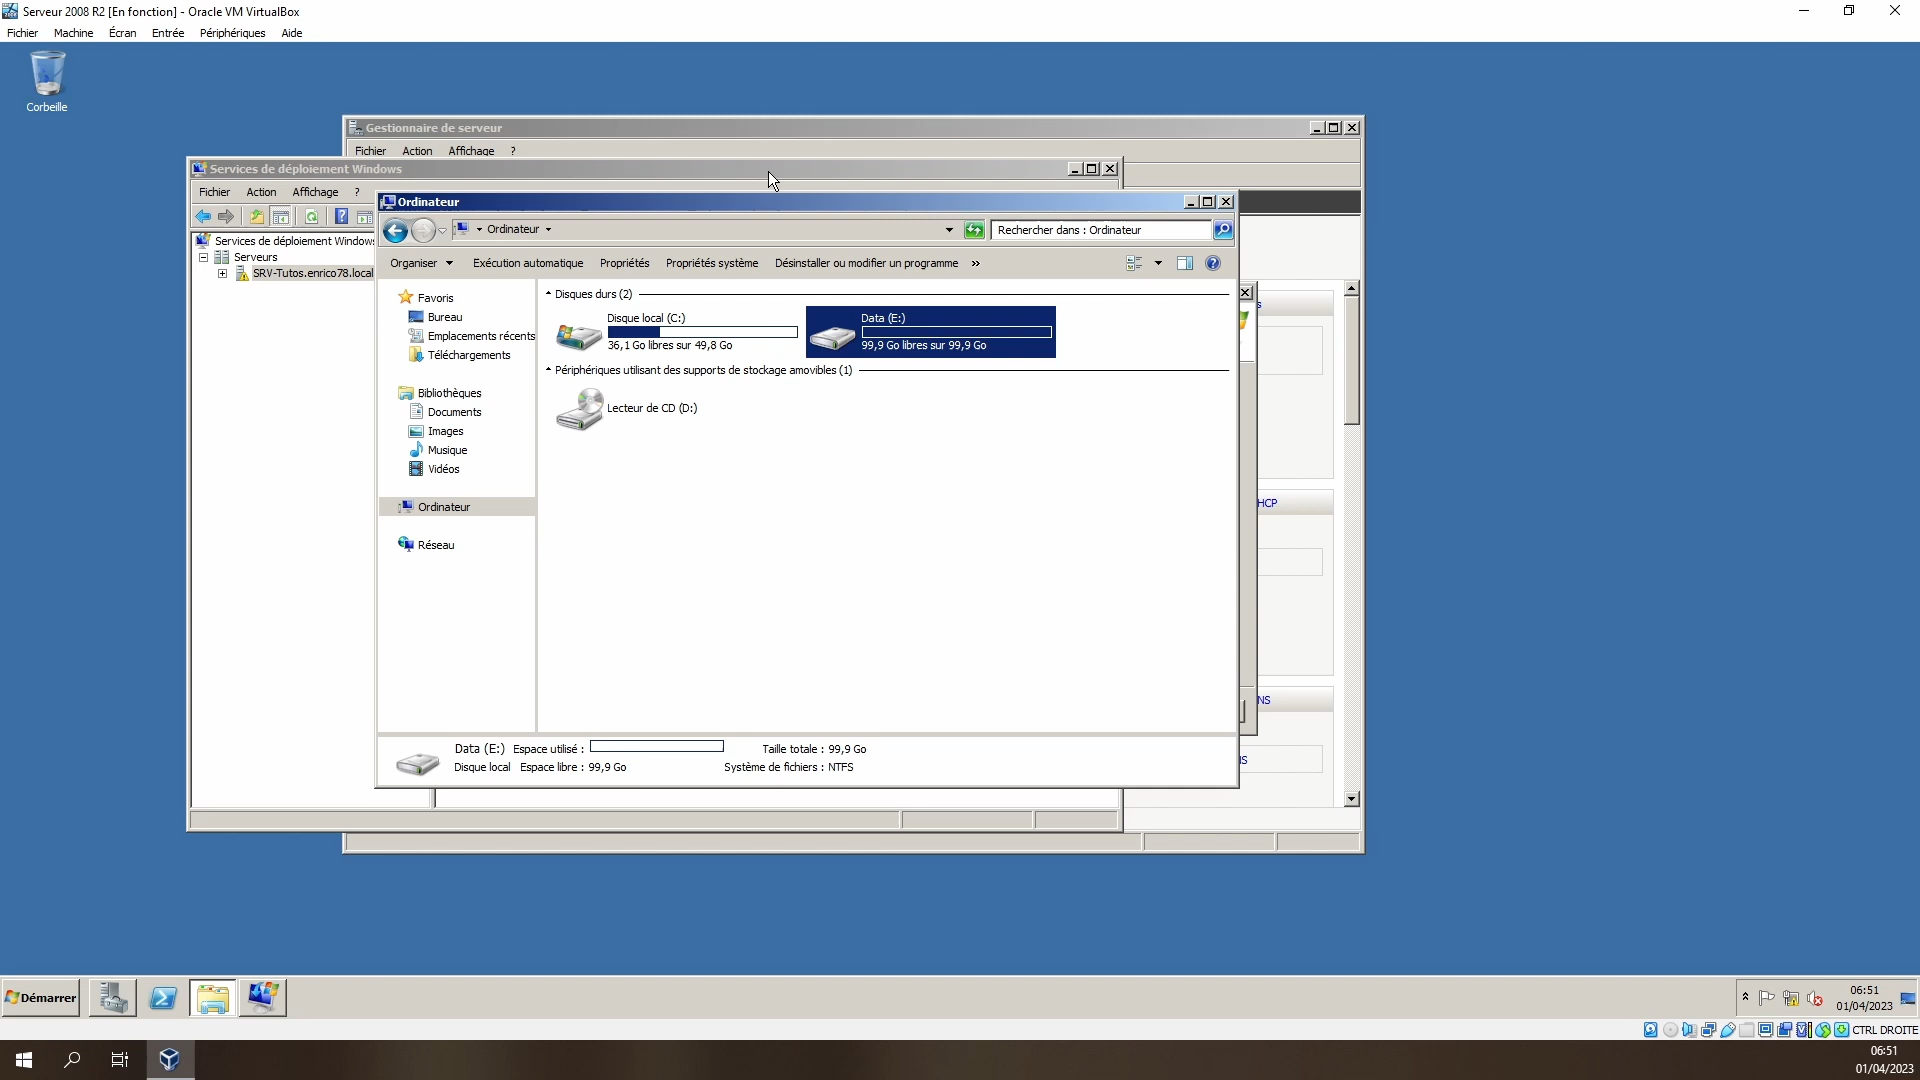 Serveur 2008 R2 [En fonction] - Oracle VM VirtualBox
Fichier Machine Écran Entrée Périphériques Aide
Corbeille
Gestionnaire de serveur
Fichier Action Affichage ?
Services de déploiement Windows
Fichier Action Affichage ?
Services de déploiement Windows
Serveurs
SRV-Tutos.enrico78.local
Ordinateur
Ordinateur
Rechercher dans : Ordinateur
Organiser Exécution automatique Propriétés Propriétés système Désinstaller ou modifier un programme »
Favoris
Bureau
Emplacements récents
Téléchargements
Bibliothèques
Documents
Images
Musique
Vidéos
Ordinateur
Réseau
Disques durs (2)
Disque local (C:)
36,1 Go libres sur 49,8 Go
Data (E:)
99,9 Go libres sur 99,9 Go
Périphériques utilisant des supports de stockage amovibles (1)
Lecteur de CD (D:)
Data (E:) Espace utilisé : Taille totale : 99,9 Go
Disque local Espace libre : 99,9 Go Système de fichiers : NTFS
s
HCP
NS
IS
Démarrer
06:51
01/04/2023
CTRL DROITE
06:51
01/04/2023